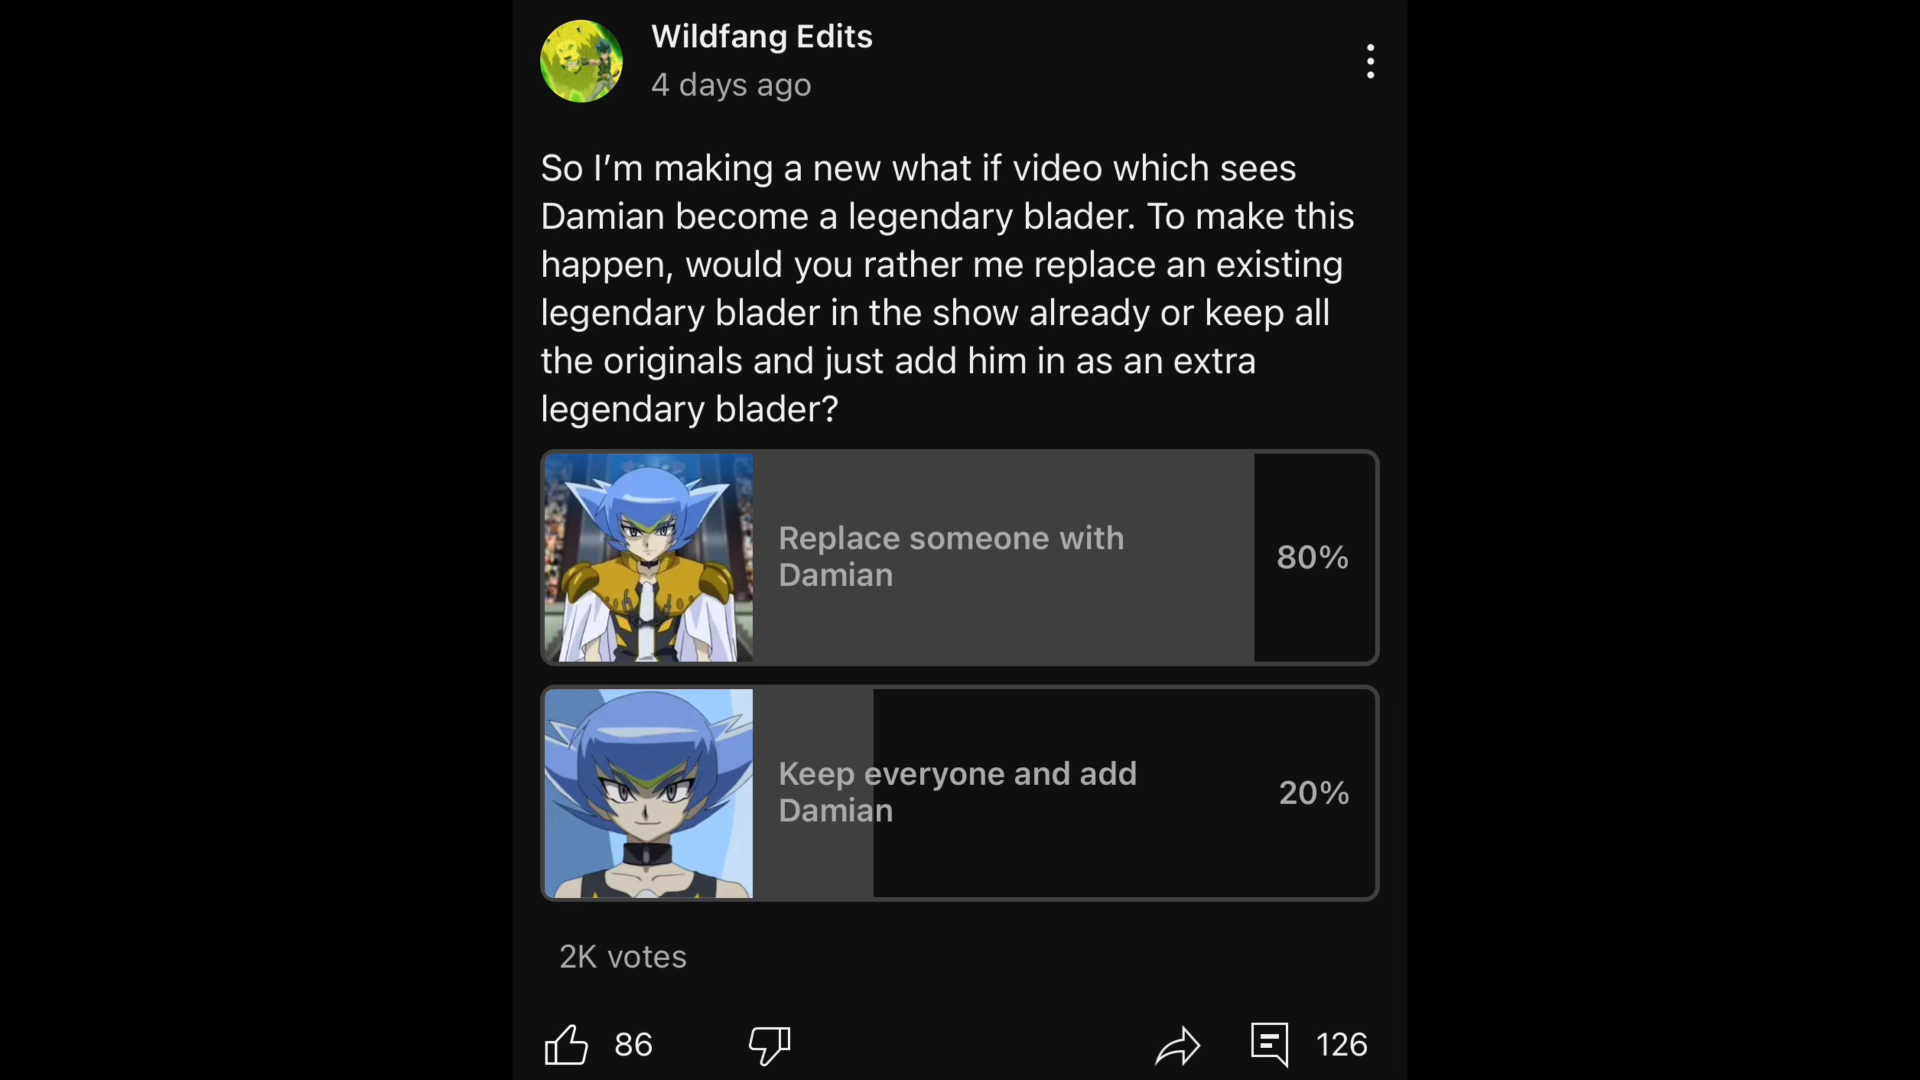 Wildfang Edits
4 days ago
So I’m making a new what if video which sees
Damian become a legendary blader. To make this
happen, would you rather me replace an existing
legendary blader in the show already or keep all
the originals and just add him in as an extra
legendary blader?
Replace someone with
Damian
80%
Keep everyone and add
Damian
20%
2K votes
86
126